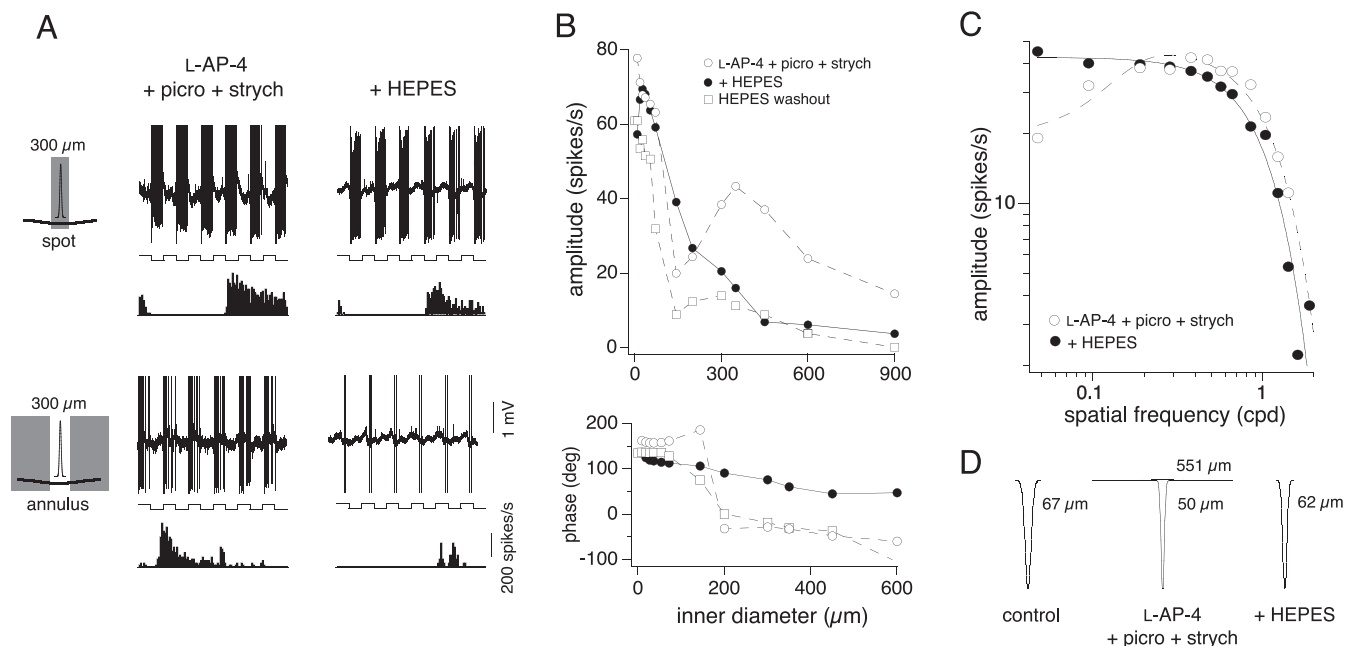 A
L-AP-4
+ picro + strych
+ HEPES
300 µm
spot
300 µm
annulus
1 mV
200 spikes/s
B
80
60
40
20
0
amplitude (spikes/s)
L-AP-4 + picro + strych
+ HEPES
HEPES washout
0
300
600
900
200
150
100
50
0
-100
phase (deg)
0
200
400
600
inner diameter (µm)
C
10
amplitude (spikes/s)
L-AP-4 + picro + strych
+ HEPES
0.1
1
spatial frequency (cpd)
D
551 µm
67 µm
50 µm
62 µm
control
L-AP-4
+ picro + strych
+ HEPES